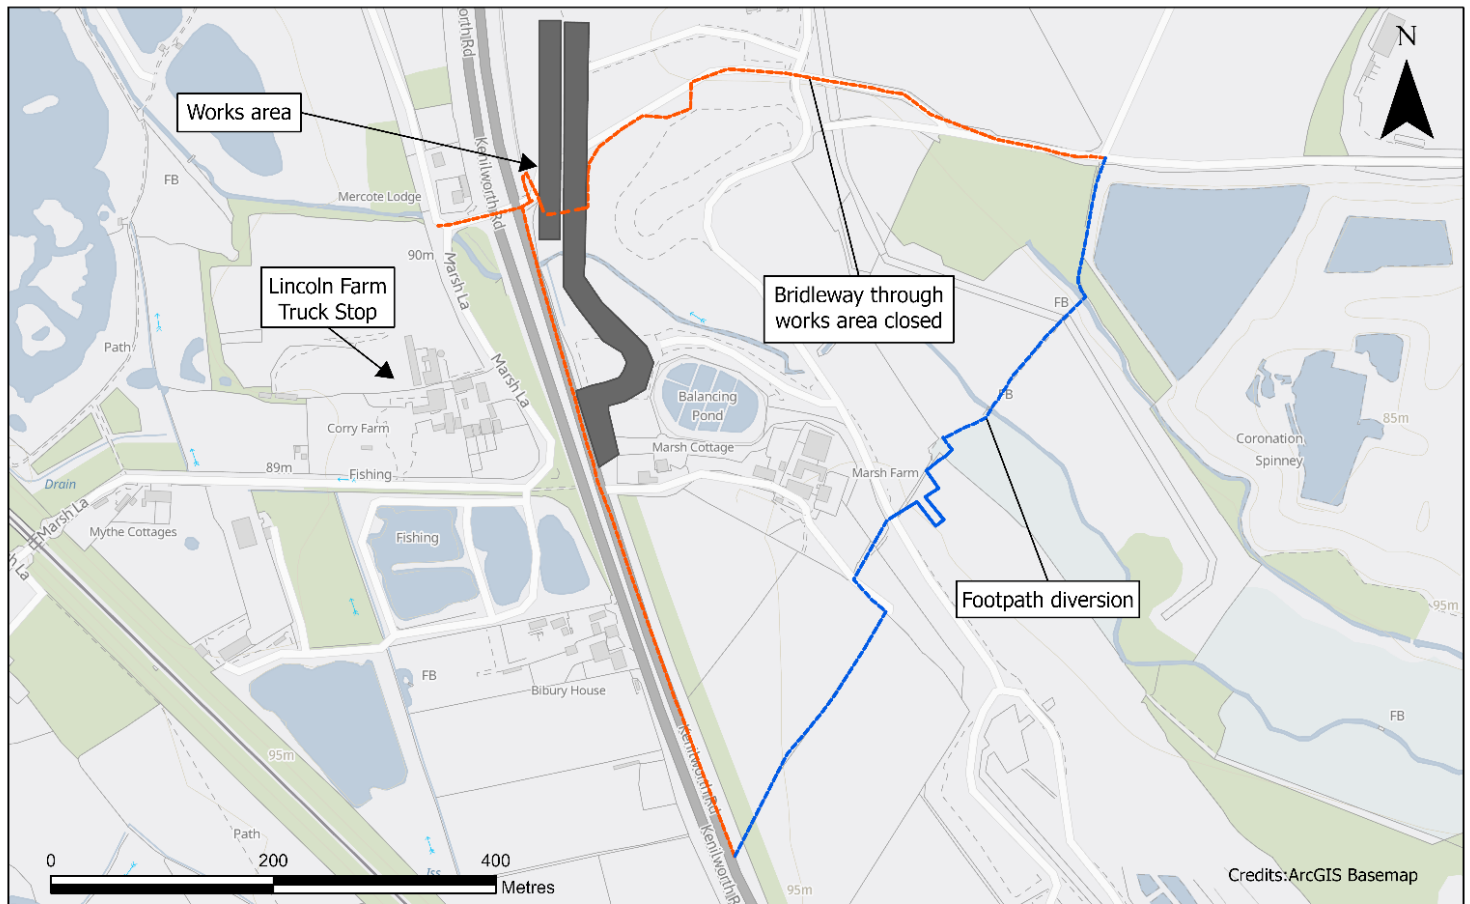 Kenilworth Rd
N
Works area
Kenilworth Rd
FB
Mercote Lodge
90m
Marsh La
Lincoln Farm
Truck Stop
Bridleway through
works area closed
FB
Path
Marsh La
Balancing
Pond
FB
85m
Corry Farm
Marsh Cottage
Coronation
Spinney
89m
Fishing
Marsh Farm
Drain
Marsh La
Mythe Cottages
Fishing
Footpath diversion
95m
FB
Bibury House
FB
95m
Kenilworth Rd
Path
Kenilworth R
0 200 400
Metres
Iss
95m
Credits:ArcGIS Basemap